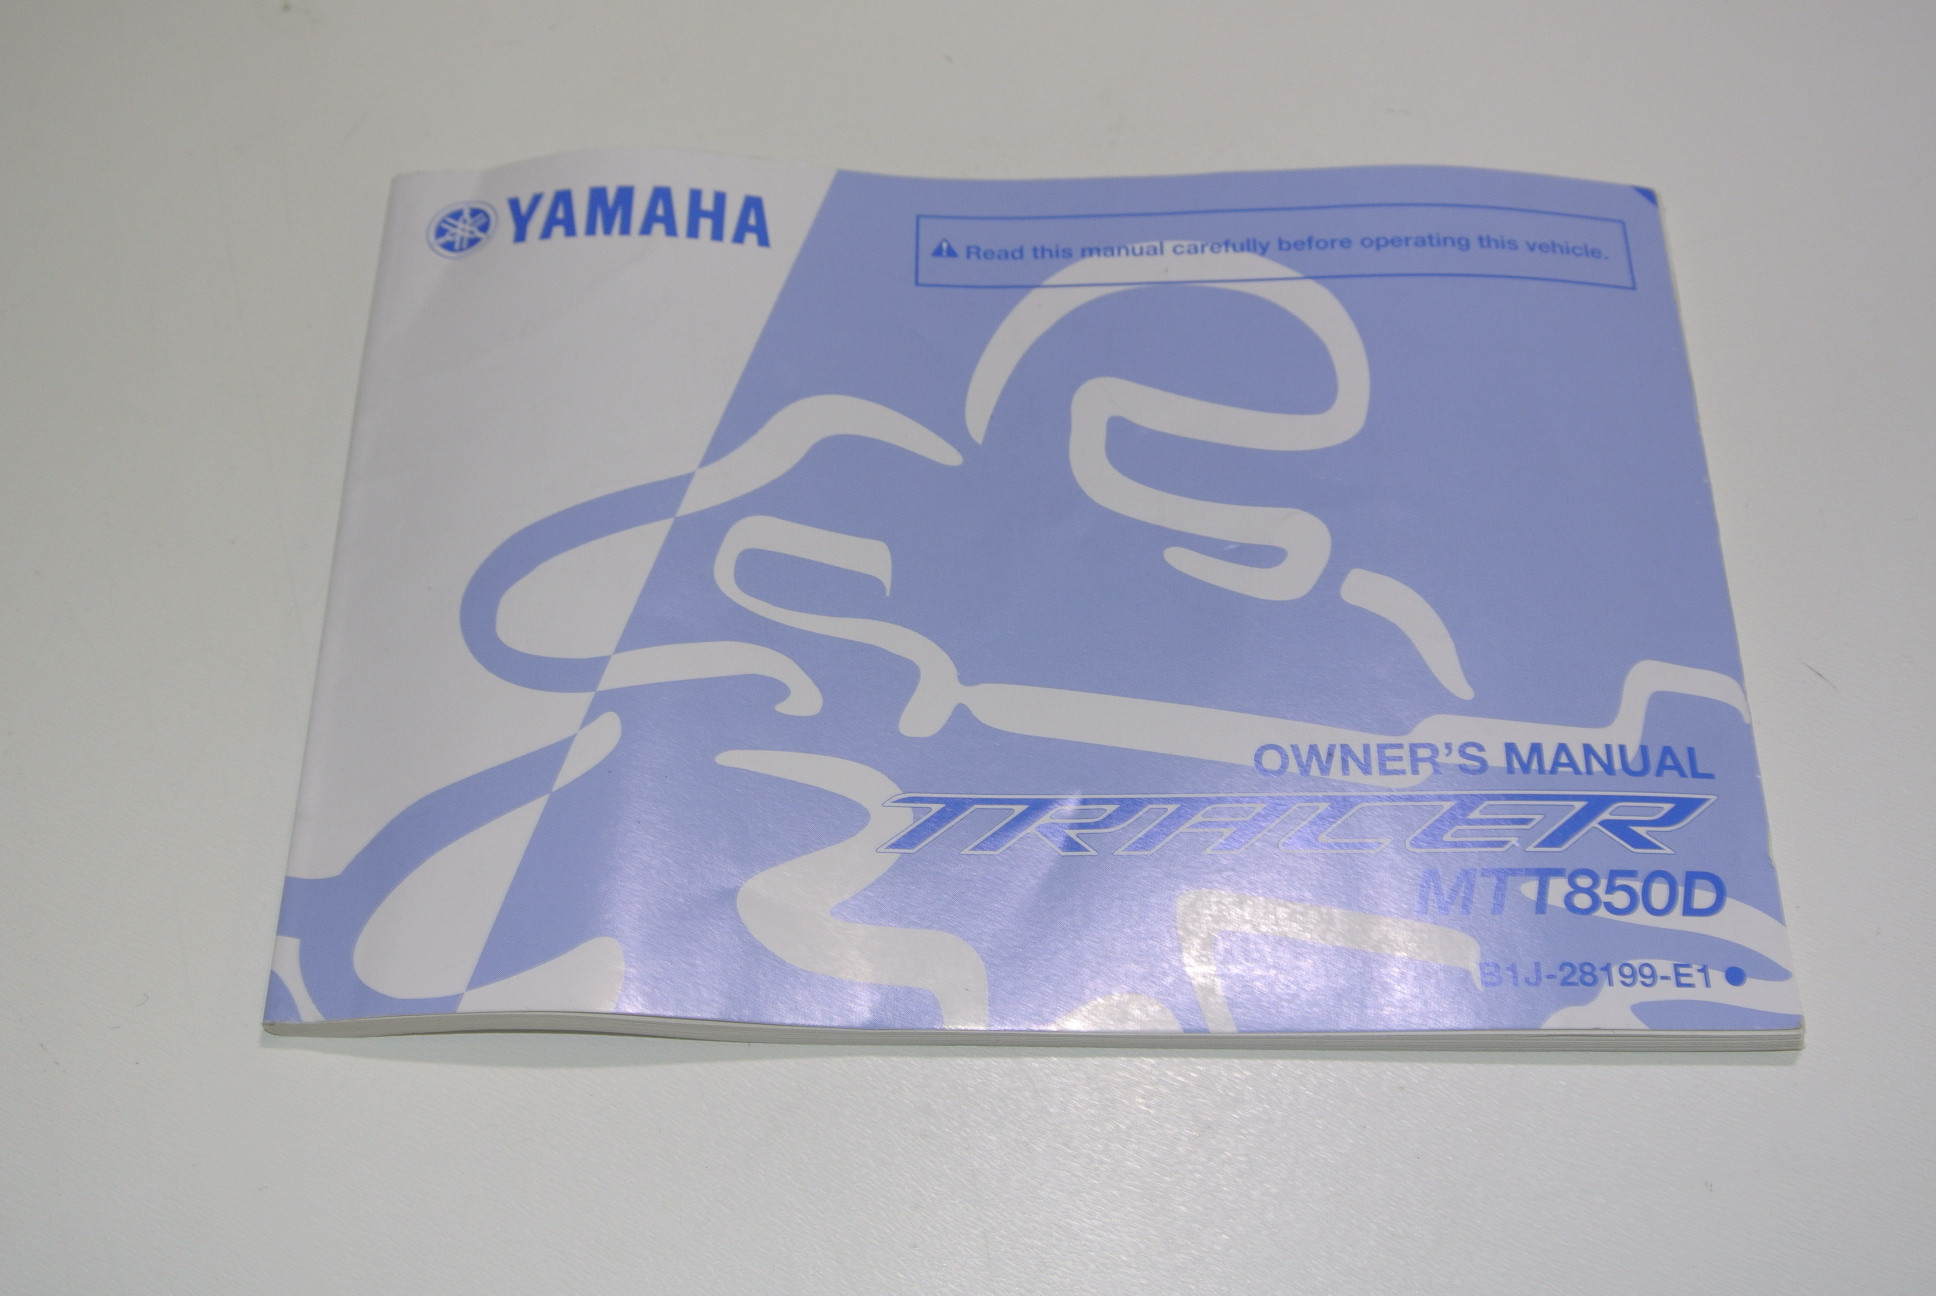 YAMAHA
Read this manual carefully before operating this vehicle.
OWNER'S MANUAL
TRACER
MTT850D
B1J-28199-E1